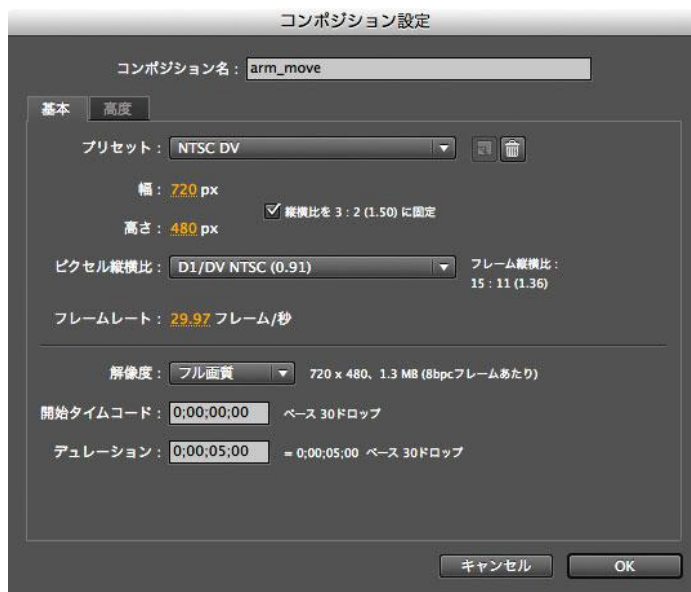 コンポジション設定
コンポジション名： arm_move
基本 高度
プリセット： NTSC DV
幅： 720 px
縦横比を 3：2 (1.50) に固定
高さ： 480 px
ピクセル縦横比： D1/DV NTSC (0.91)
フレーム縦横比：
15：11 (1.36)
フレームレート： 29.97 フレーム/秒
解像度： フル画質 720 x 480、1.3 MB (8bpcフレームあたり)
開始タイムコード： 0;00;00;00 ベース 30ドロップ
デュレーション： 0;00;05;00 = 0;00;05;00 ベース 30ドロップ
キャンセル OK